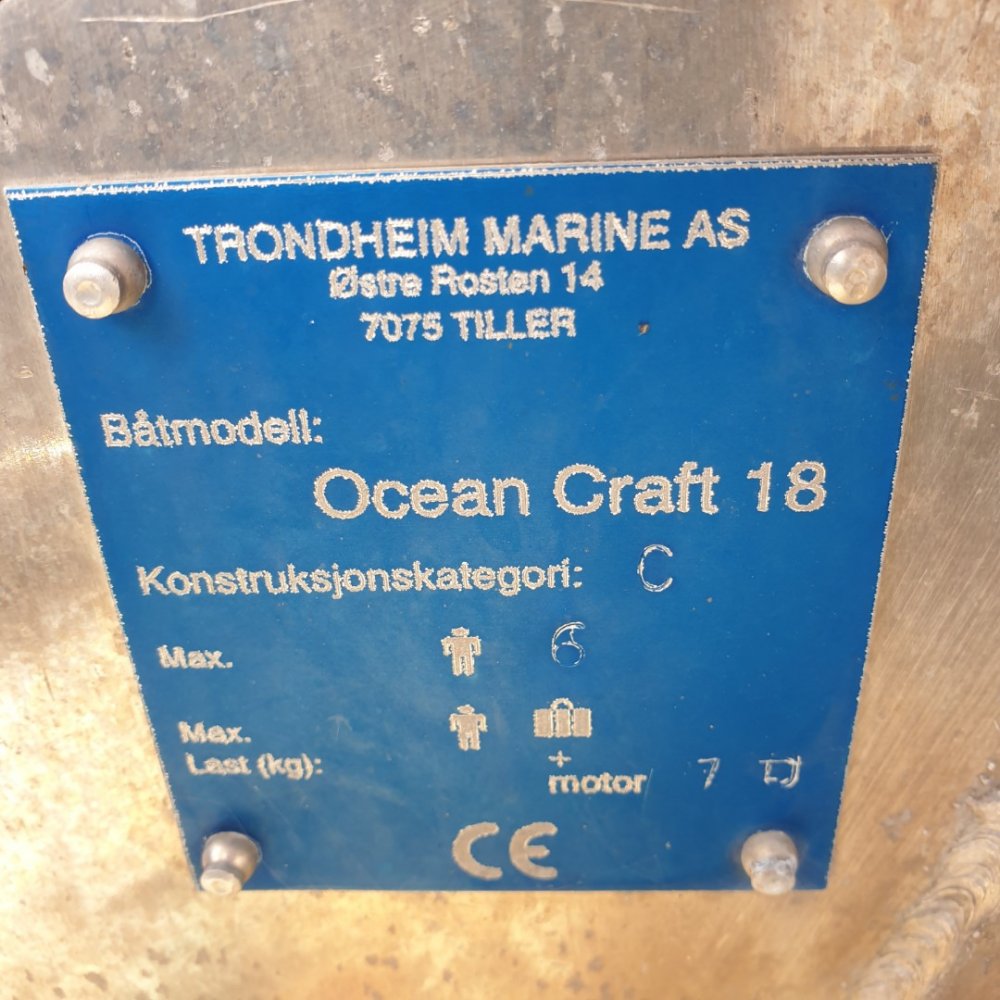 TRONDHEIM MARINE AS
Østre Rosten 14
7075 TILLER
Båtmodell:
Ocean Craft 18
Konstruksjonskategori: C
Max. 6
Max.
Last (kg): + motor 7
CE